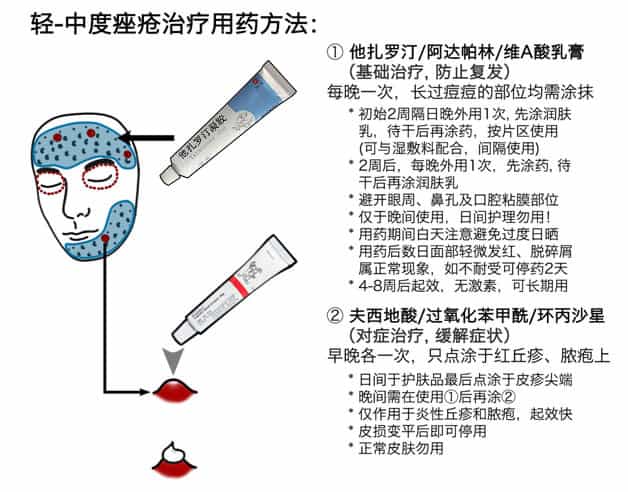 轻-中度痤疮治疗用药方法：
① 他扎罗汀/阿达帕林/维A酸乳膏
（基础治疗, 防止复发）
每晚一次，长过痘痘的部位均需涂抹
* 初始2周隔日晚外用1次, 先涂润肤
乳，待干后再涂药，按片区使用
(可与湿敷料配合，间隔使用)
* 2周后，每晚外用1次，先涂药, 待
干后再涂润肤乳
* 避开眼周、鼻孔及口腔粘膜部位
* 仅于晚间使用，日间护理勿用！
* 用药期间白天注意避免过度日晒
* 用药后数日面部轻微发红、脱碎屑
属正常现象，如不耐受可停药2天
* 4-8周后起效，无激素，可长期用
他扎罗汀凝胶
② 夫西地酸/过氧化苯甲酰/环丙沙星
（对症治疗, 缓解症状）
早晚各一次，只点涂于红丘疹、脓疱上
* 日间于护肤品最后点涂于皮疹尖端
* 晚间需在使用①后再涂②
* 仅作用于炎性丘疹和脓疱，起效快
* 皮损变平后即可停用
* 正常皮肤勿用